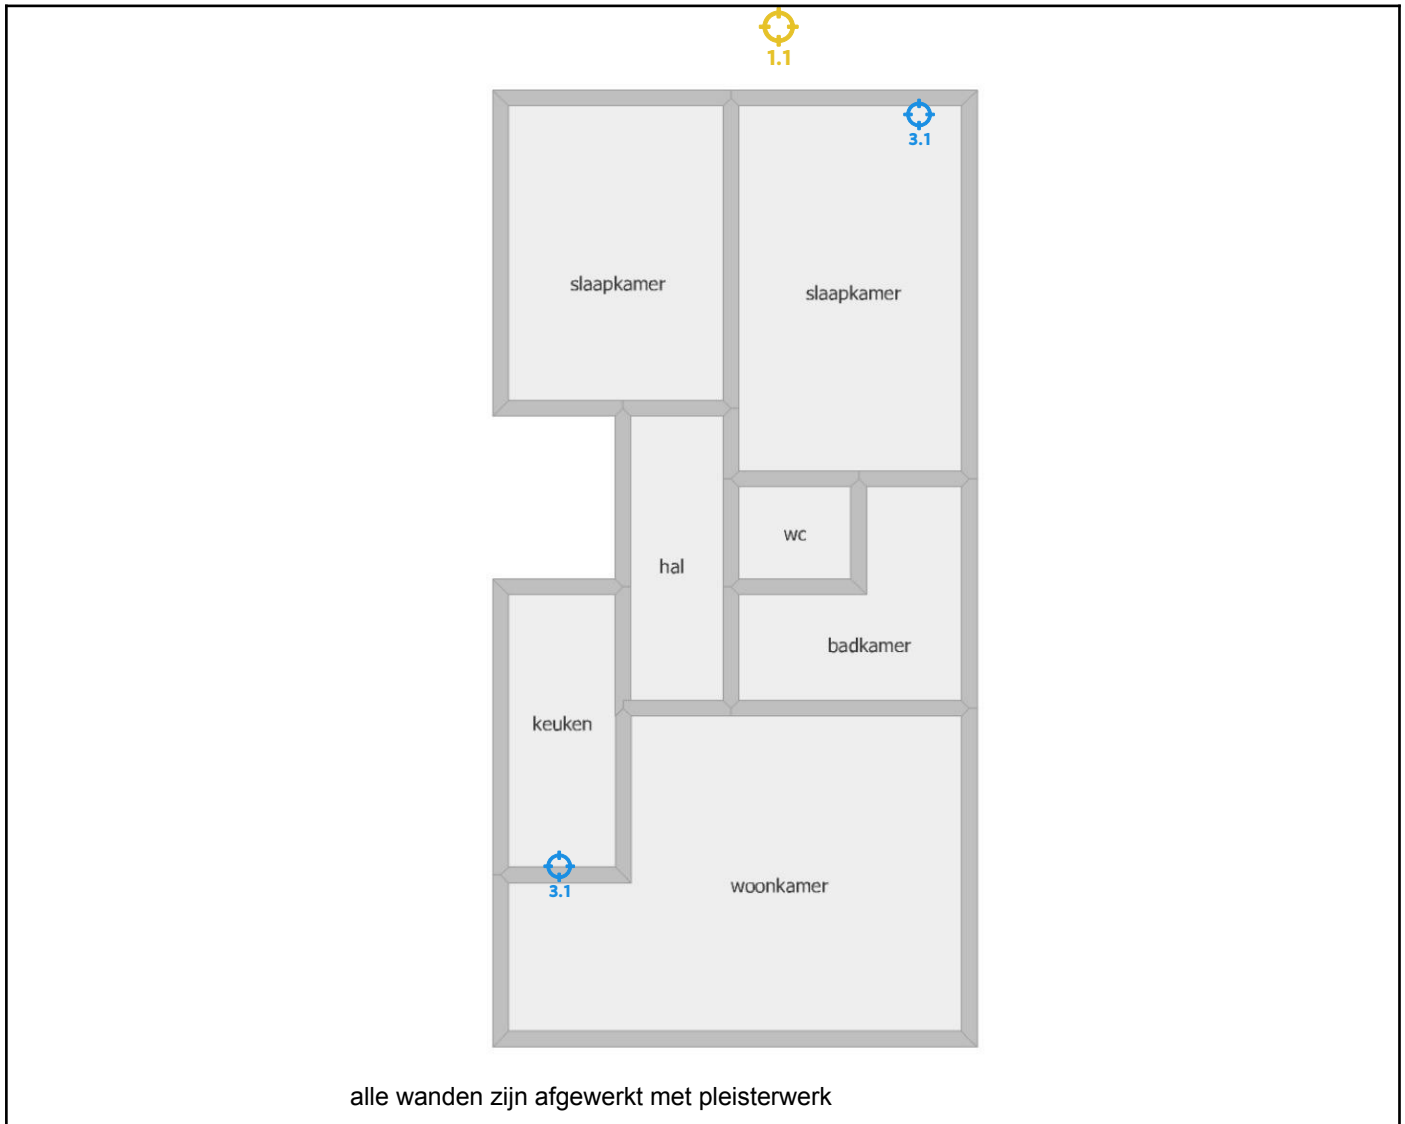 1.1
3.1
slaapkamer
slaapkamer
wc
hal
badkamer
keuken
3.1
woonkamer
alle wanden zijn afgewerkt met pleisterwerk